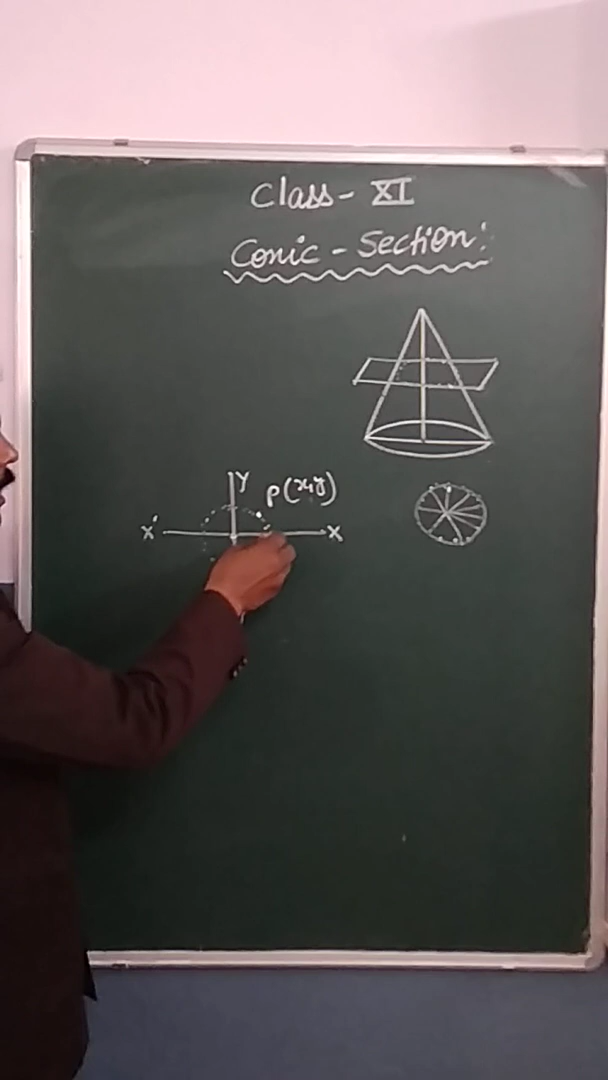 Class - XI
Conic - Section:
Y
P(x,y)
X'
X